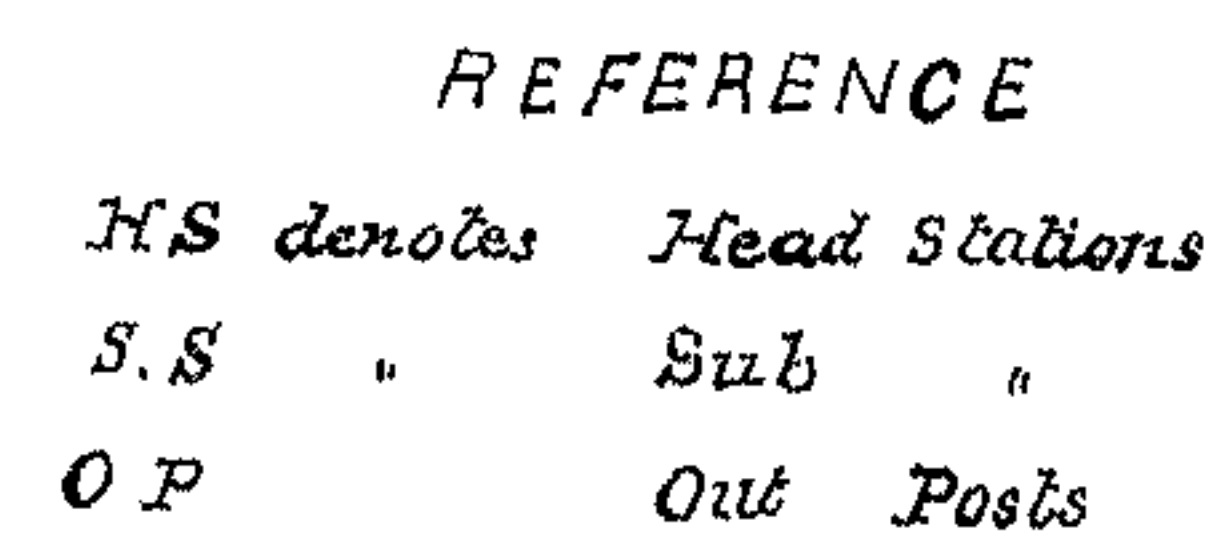 REFERENCE
HS denotes Head Stations
S.S " Sub "
O P Out Posts